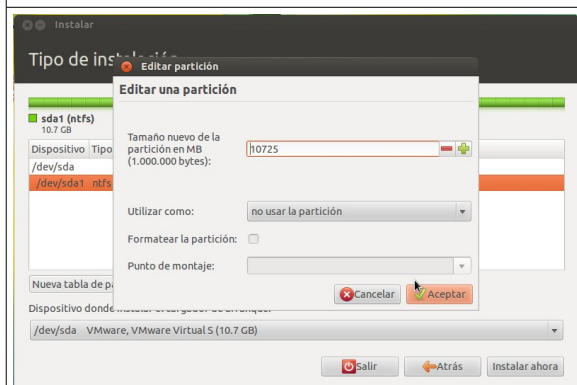 Instalar
Tipo de
Editar partición
Editar una partición
sda1 (ntfs)
10.7 GB
Dispositivo Tipo
/dev/sda
/dev/sda1 ntfs
Tamaño nuevo de la
partición en MB
(1.000.000 bytes):
10725
Utilizar como:
no usar la partición
Formatear la partición:
Punto de montaje:
Nueva tabla de
Cancelar
Aceptar
Dispositivo donde
/dev/sda VMware, VMware Virtual S (10.7 GB)
Salir
Atrás
Instalar ahora